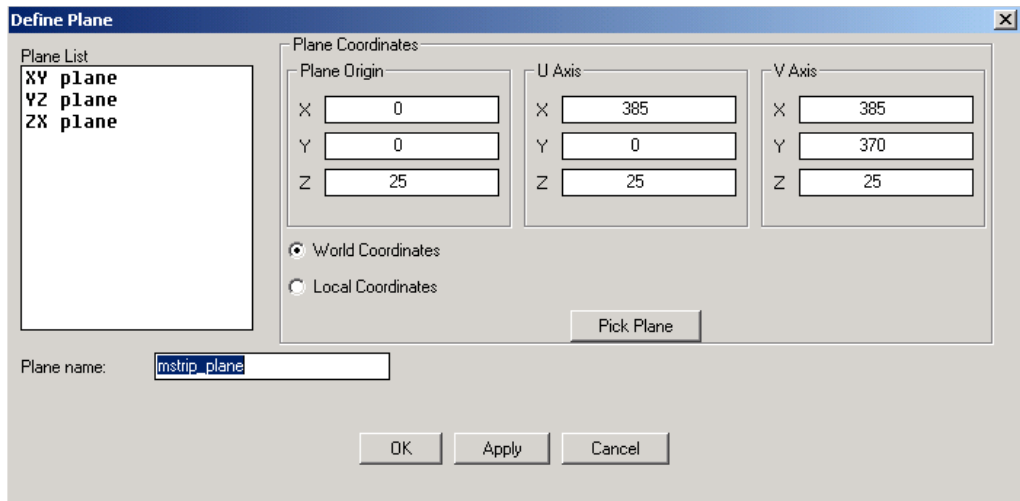 Define Plane
Plane List
XY plane
YZ plane
ZX plane
Plane Coordinates
Plane Origin
X 0
Y 0
Z 25
U Axis
X 385
Y 0
Z 25
V Axis
X 385
Y 370
Z 25
World Coordinates
Local Coordinates
Pick Plane
Plane name: mstrip_plane
OK Apply Cancel